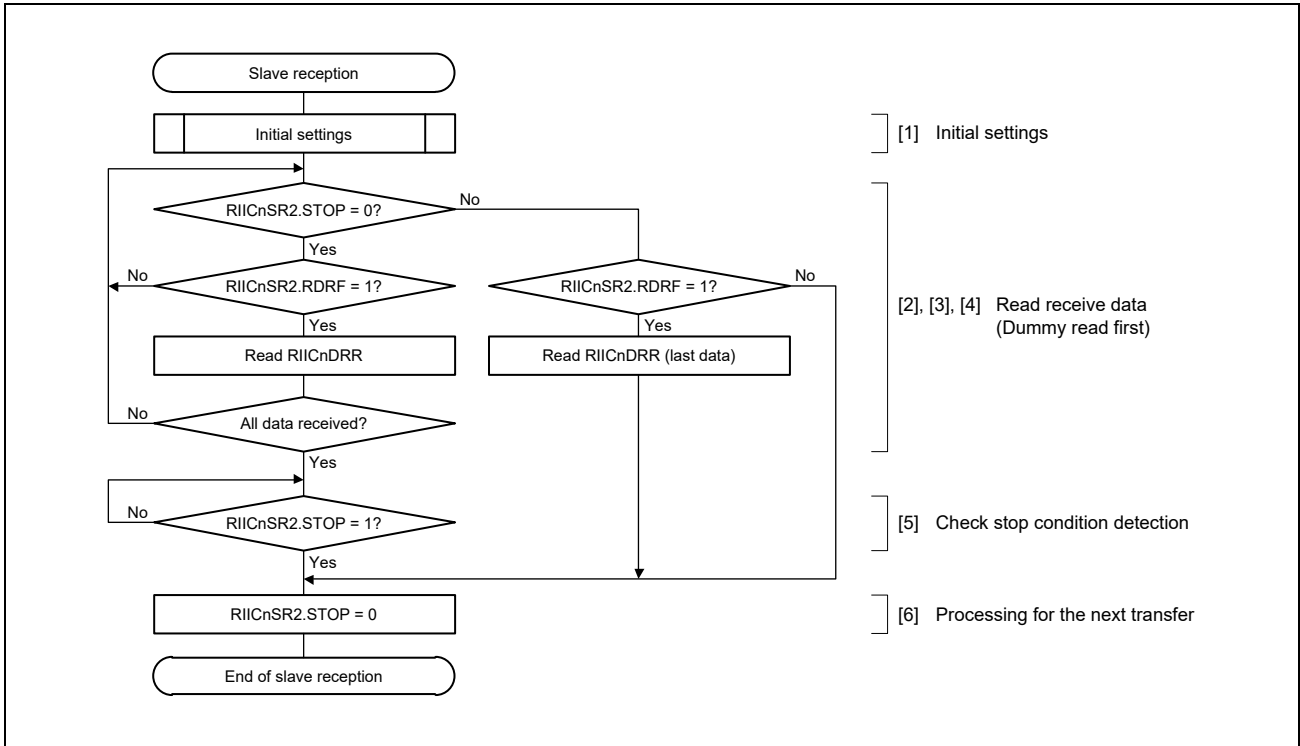 Slave reception
Initial settings
[1] Initial settings
RIICnSR2.STOP = 0?
No
Yes
No
RIICnSR2.RDRF = 1?
RIICnSR2.RDRF = 1?
No
[2], [3], [4] Read receive data
(Dummy read first)
Yes
Yes
Read RIICnDRR
Read RIICnDRR (last data)
No
All data received?
Yes
No
RIICnSR2.STOP = 1?
[5] Check stop condition detection
Yes
RIICnSR2.STOP = 0
[6] Processing for the next transfer
End of slave reception